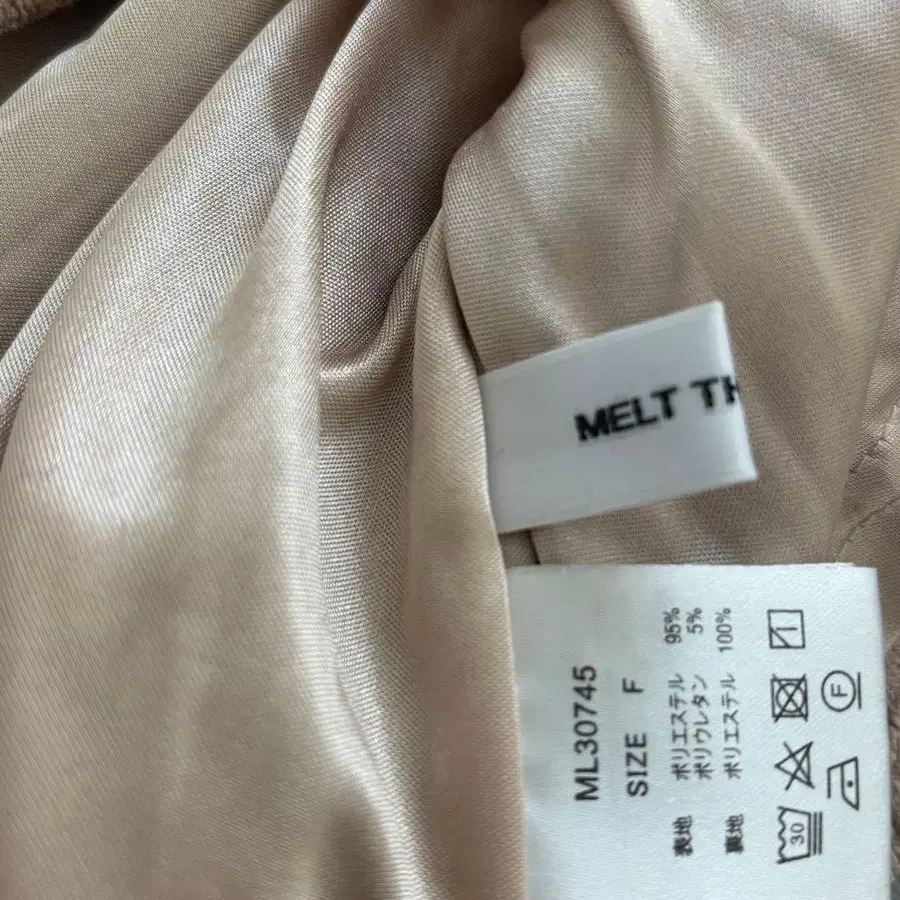 MELT TH
ML30745
SIZE F
表地 ポリエステル 95%
ポリウレタン 5%
裏地 ポリエステル 100%
30
F